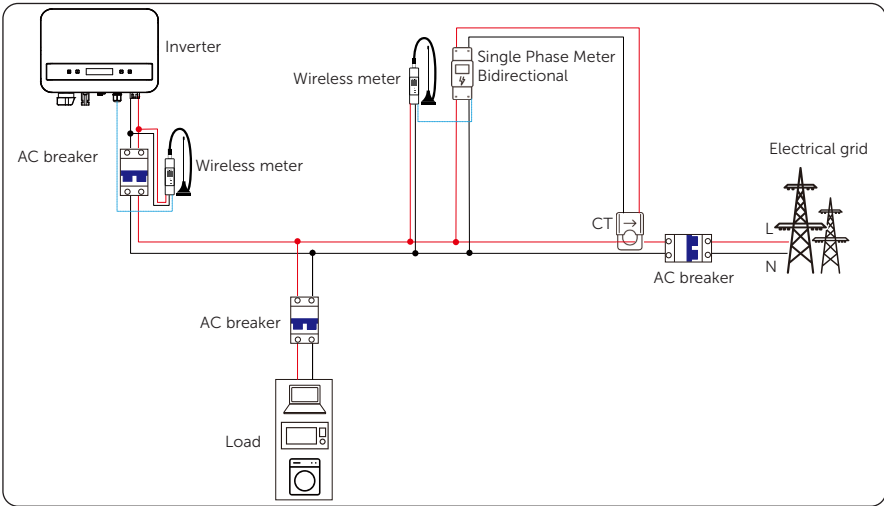 Inverter
Single Phase Meter
Bidirectional
Wireless meter
AC breaker
Wireless meter
Electrical grid
CT
L
N
AC breaker
AC breaker
Load